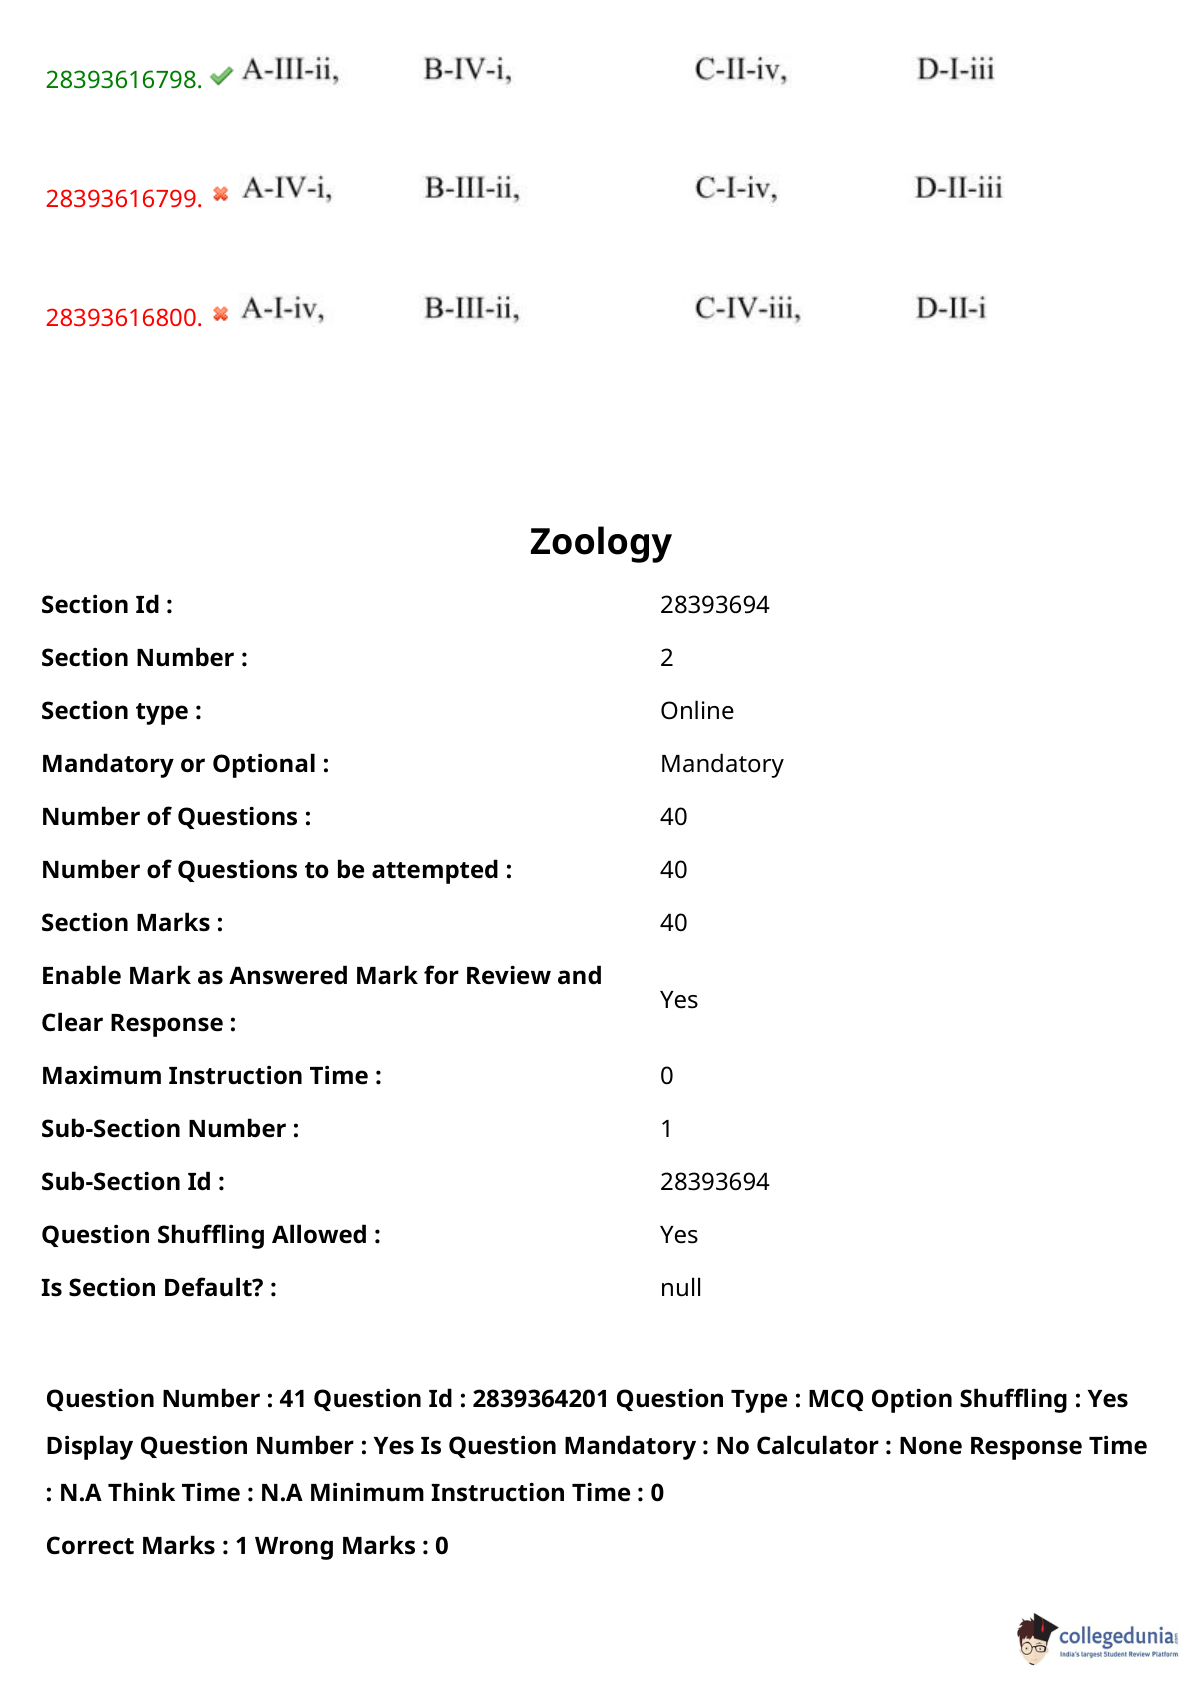 28393616798. A-III-ii, B-IV-i, C-II-iv, D-I-iii
28393616799. A-IV-i, B-III-ii, C-I-iv, D-II-iii
28393616800. A-I-iv, B-III-ii, C-IV-iii, D-II-i
Zoology
Section Id : 28393694
Section Number : 2
Section type : Online
Mandatory or Optional : Mandatory
Number of Questions : 40
Number of Questions to be attempted : 40
Section Marks : 40
Enable Mark as Answered Mark for Review and
Clear Response : Yes
Maximum Instruction Time : 0
Sub-Section Number : 1
Sub-Section Id : 28393694
Question Shuffling Allowed : Yes
Is Section Default? : null
Question Number : 41 Question Id : 2839364201 Question Type : MCQ Option Shuffling : Yes
Display Question Number : Yes Is Question Mandatory : No Calculator : None Response Time
: N.A Think Time : N.A Minimum Instruction Time : 0
Correct Marks : 1 Wrong Marks : 0
collegedunia
India's largest Student Review Platform